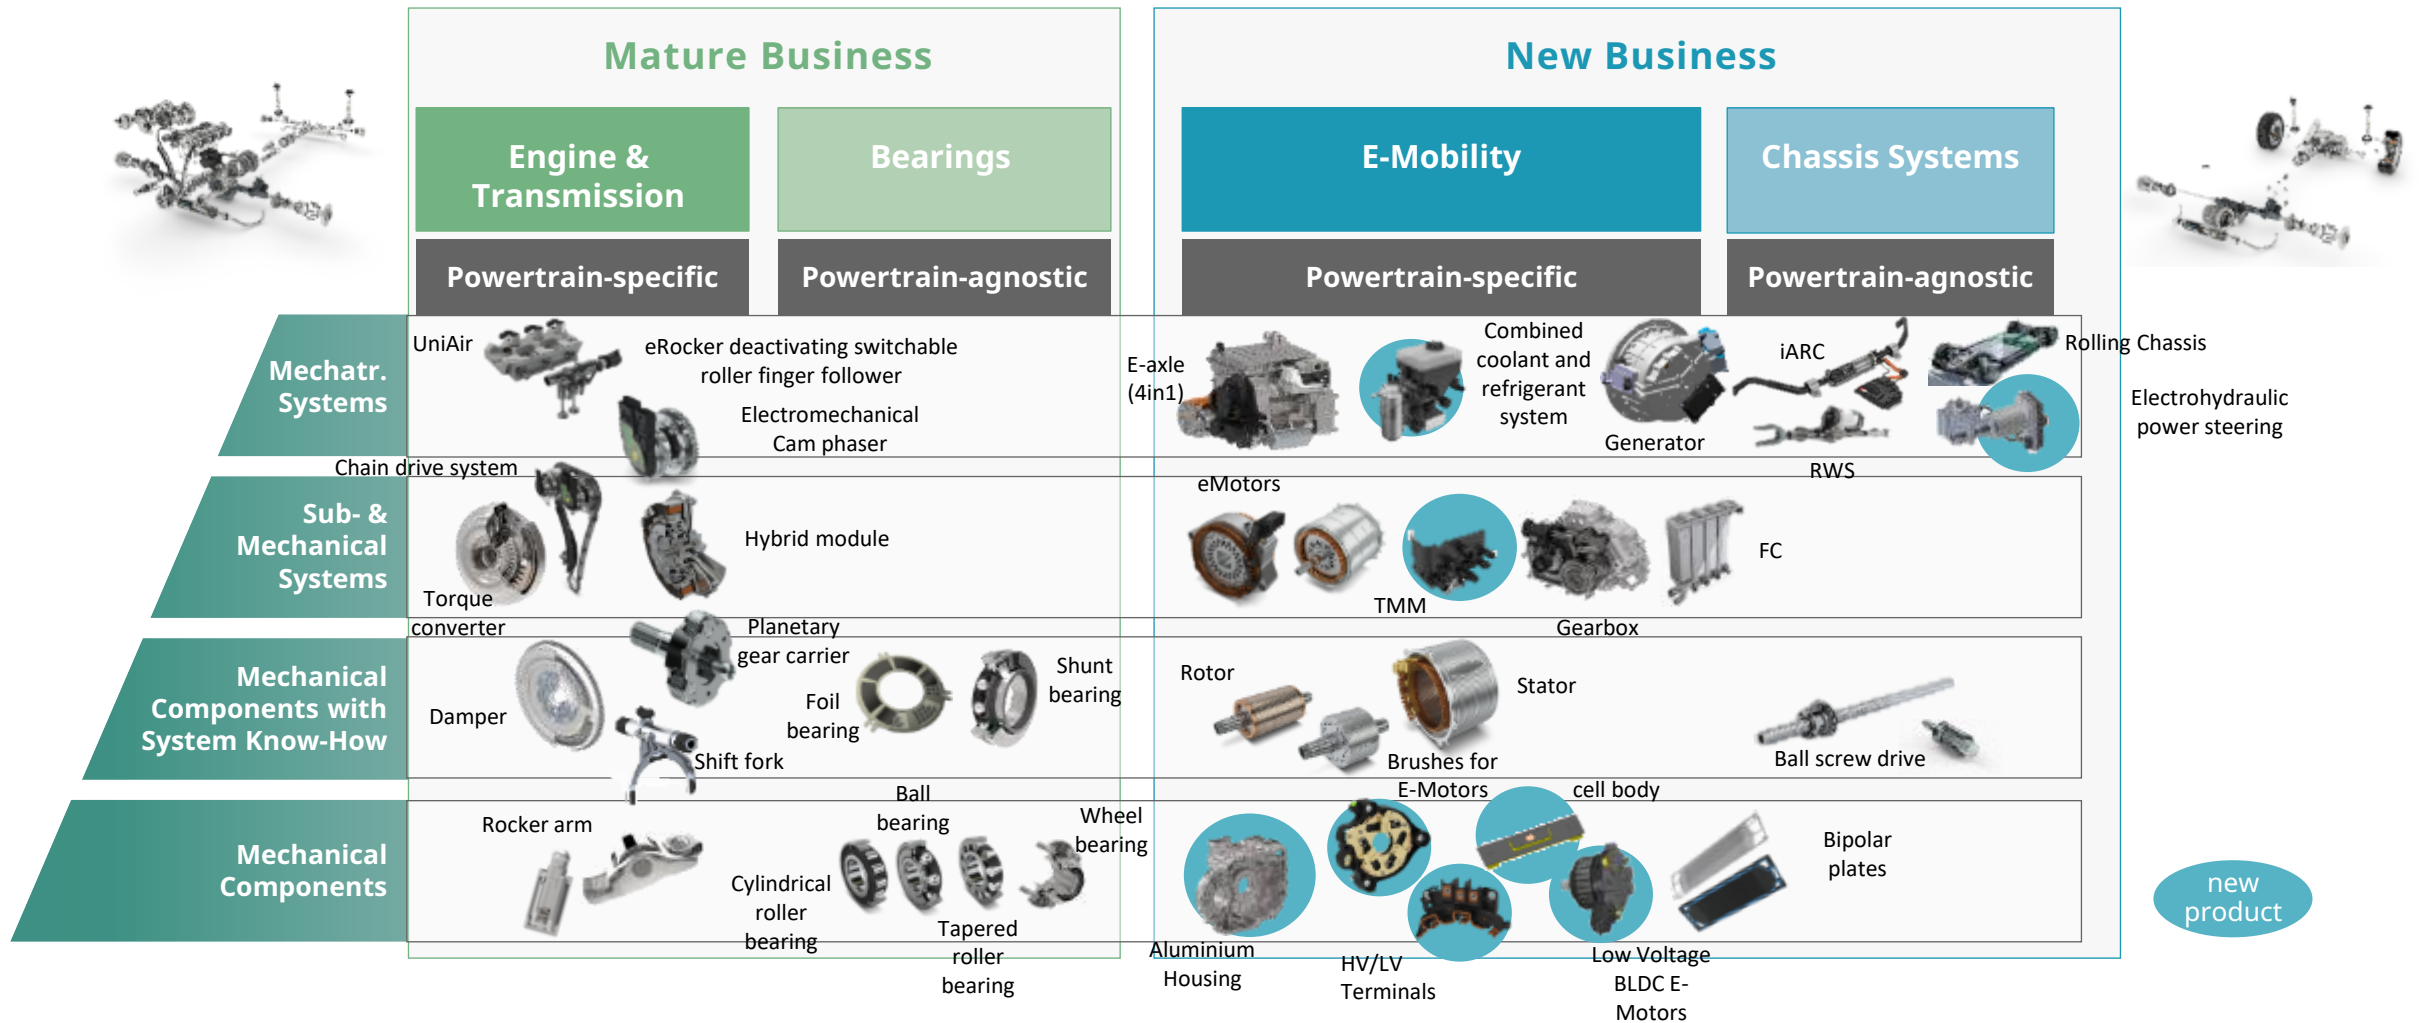 Mature Business
New Business
Engine &
Transmission
Bearings
E-Mobility
Chassis Systems
Powertrain-specific
Powertrain-agnostic
Powertrain-specific
Powertrain-agnostic
Mechatr.
Systems
UniAir
eRocker deactivating switchable
roller finger follower
Electromechanical
Cam phaser
E-axle
(4in1)
Combined
coolant and
refrigerant
system
Generator
iARC
RWS
Rolling Chassis
Electrohydraulic
power steering
Sub- &
Mechanical
Systems
Chain drive system
Torque
converter
Hybrid module
eMotors
TMM
Gearbox
FC
Mechanical
Components with
System Know-How
Damper
Planetary
gear carrier
Shift fork
Foil
bearing
Shunt
bearing
Rotor
Stator
Brushes for
E-Motors
Ball screw drive
Mechanical
Components
Rocker arm
Cylindrical
roller
bearing
Ball
bearing
Tapered
roller
bearing
Wheel
bearing
Aluminium
Housing
HV/LV
Terminals
cell body
Low Voltage
BLDC E-
Motors
Bipolar
plates
new
product